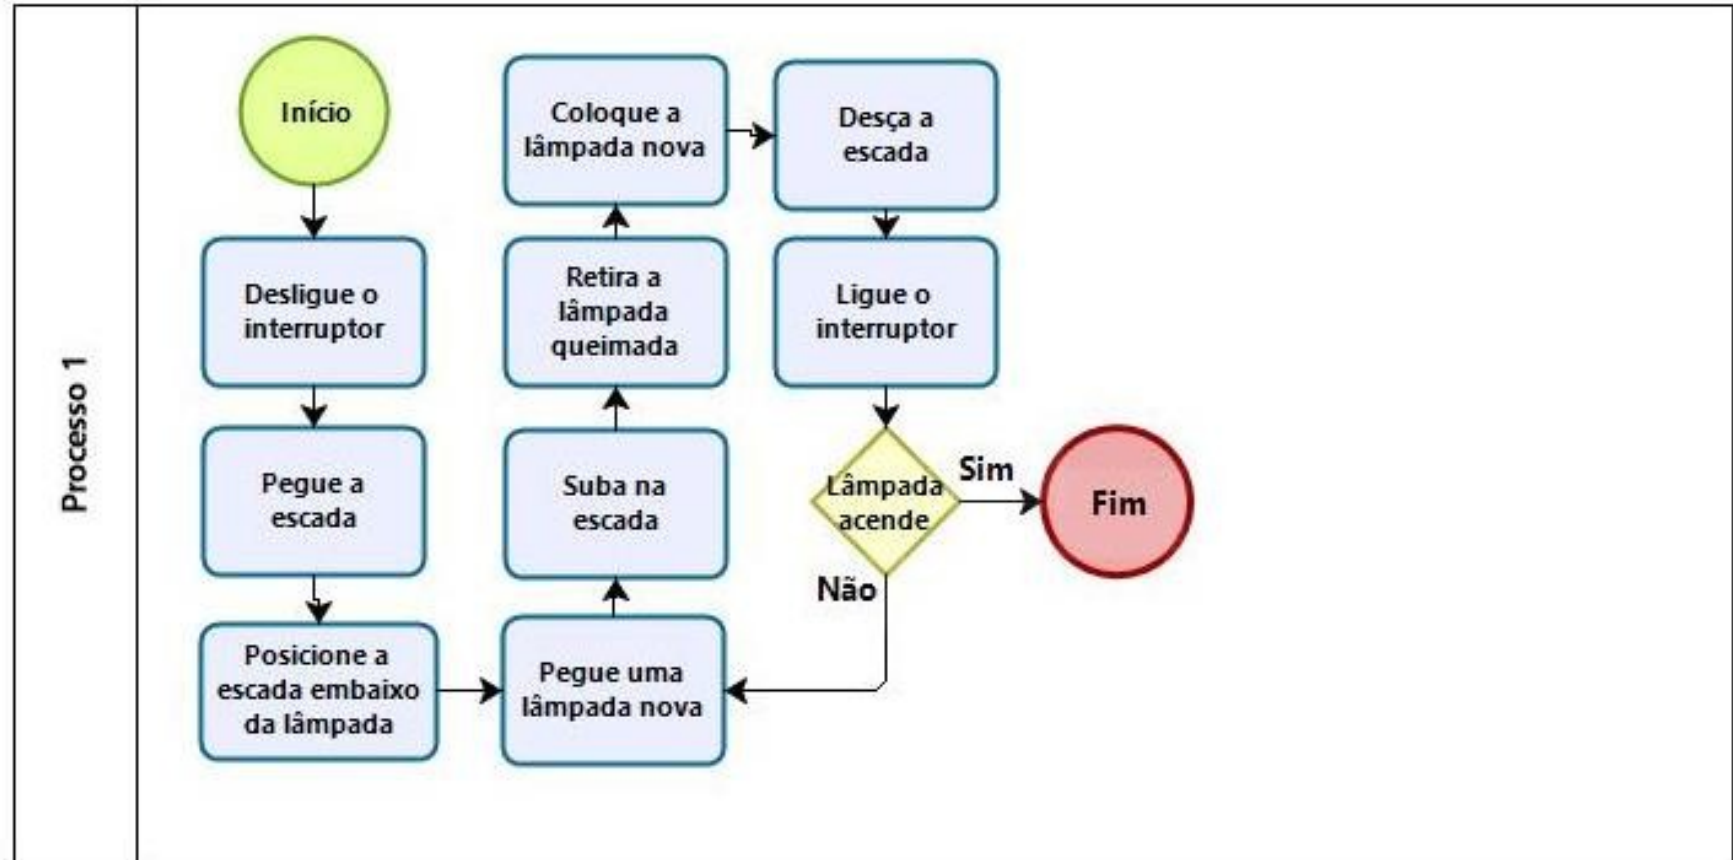 Processo 1
Início
Desligue o
interruptor
Pegue a
escada
Posicione a
escada embaixo
da lâmpada
Pegue uma
lâmpada nova
Suba na
escada
Retira a
lâmpada
queimada
Coloque a
lâmpada nova
Desça a
escada
Ligue o
interruptor
Lâmpada
acende
Sim
Não
Fim